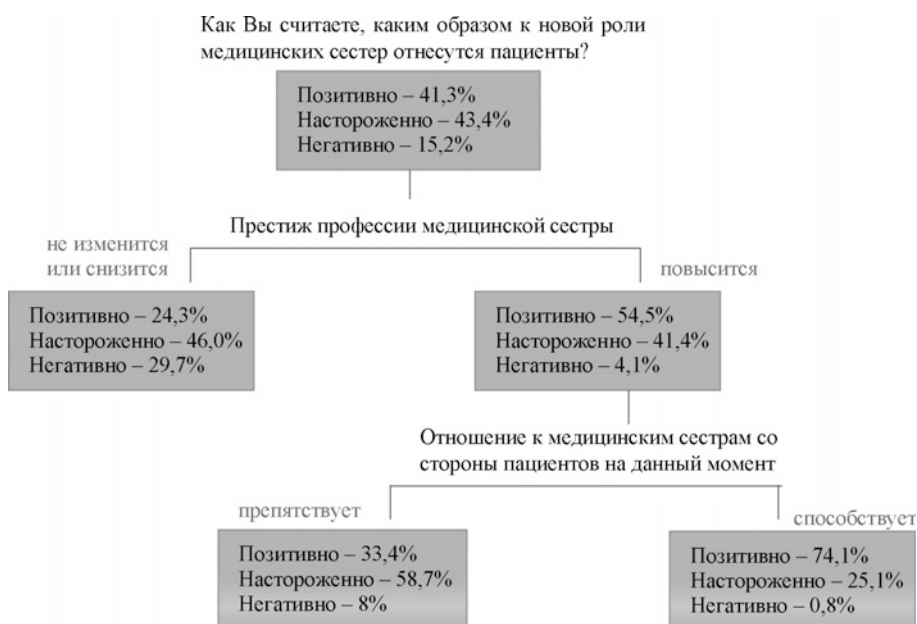 Как Вы считаете, каким образом к новой роли
медицинских сестер отнесутся пациенты?
Позитивно – 41,3%
Настороженно – 43,4%
Негативно – 15,2%
Престиж профессии медицинской сестры
не изменится
или снизится
повысится
Позитивно – 24,3%
Настороженно – 46,0%
Негативно – 29,7%
Позитивно – 54,5%
Настороженно – 41,4%
Негативно – 4,1%
Отношение к медицинским сестрам со
стороны пациентов на данный момент
препятствует
способствует
Позитивно – 33,4%
Настороженно – 58,7%
Негативно – 8%
Позитивно – 74,1%
Настороженно – 25,1%
Негативно – 0,8%